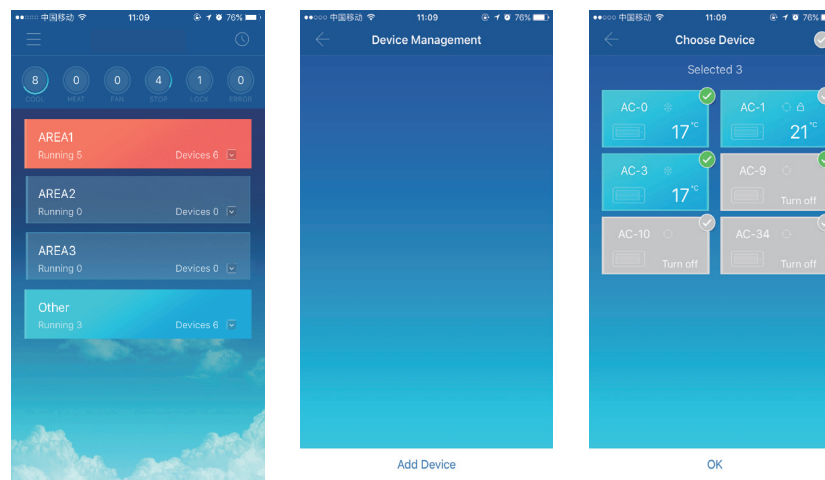 中国移动 11:09 76%
8 0 0 4 1 0
COOL HEAT FAN STOP LOCK ERROR
AREA1
Running 5 Devices 6
AREA2
Running 0 Devices 0
AREA3
Running 0 Devices 0
Other
Running 3 Devices 6
中国移动 11:09 76%
Device Management
Add Device
中国移动 11:09 76%
Choose Device
Selected 3
AC-0 AC-1
17°C 21°C
AC-3 AC-9
17°C Turn off
AC-10 AC-34
Turn off Turn off
OK